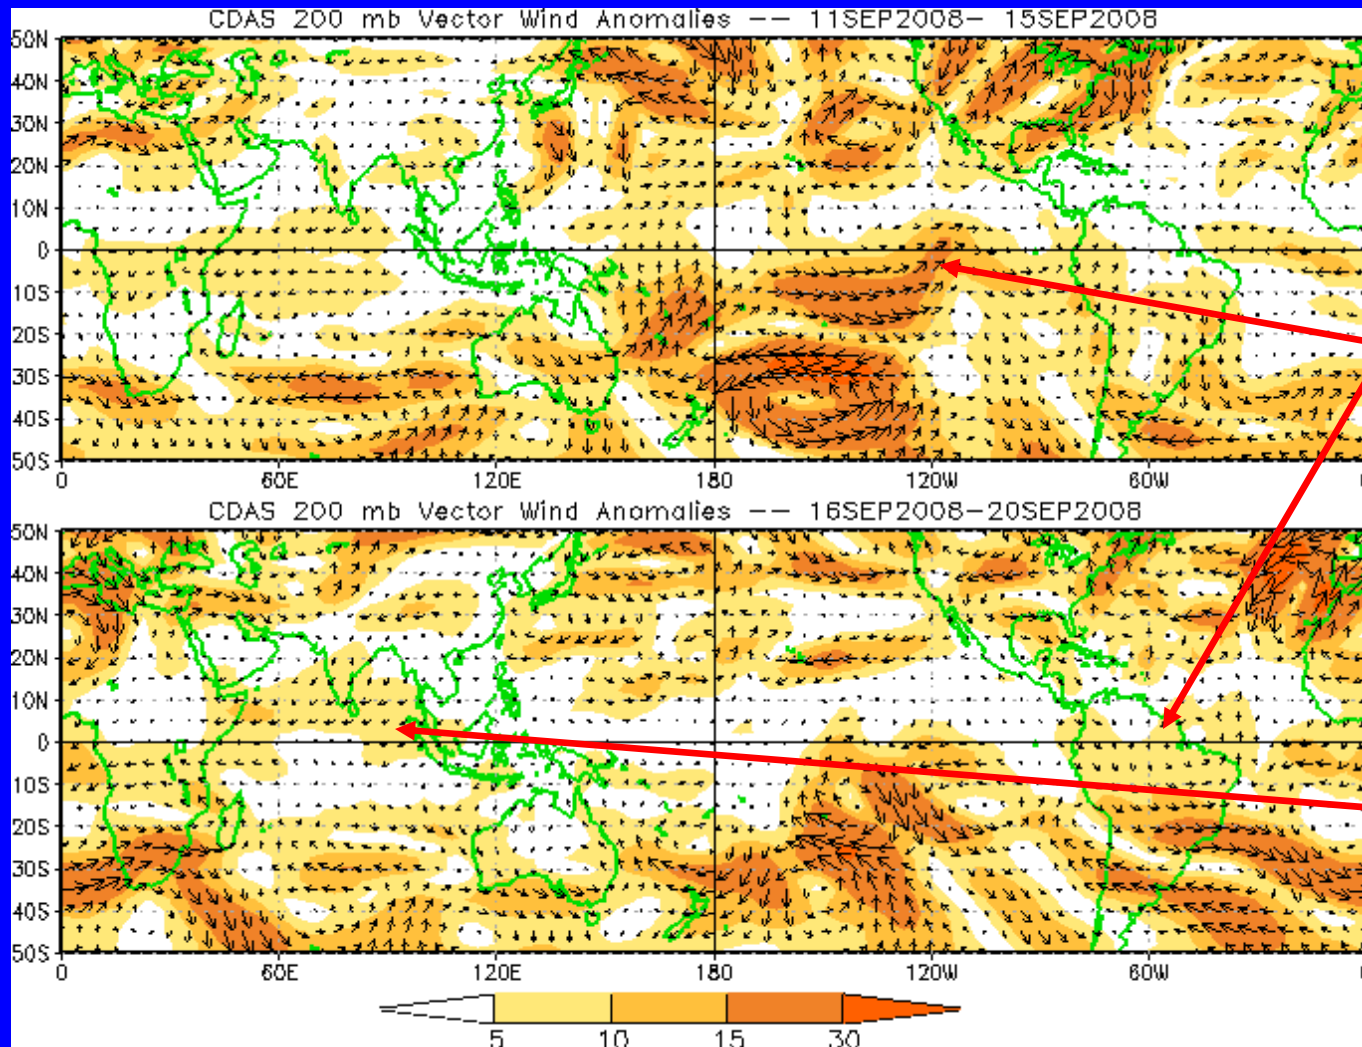 CDAS 200 mb Vector Wind Anomalies -- 11SEP2008- 15SEP2008
50N
40N
30N
20N
10N
0
10S
20S
30S
40S
50S
0 60E 120E 180 120W 60W
CDAS 200 mb Vector Wind Anomalies -- 16SEP2008-20SEP2008
50N
40N
30N
20N
10N
0
10S
20S
30S
40S
50S
0 60E 120E 180 120W 60W
5 10 15 30